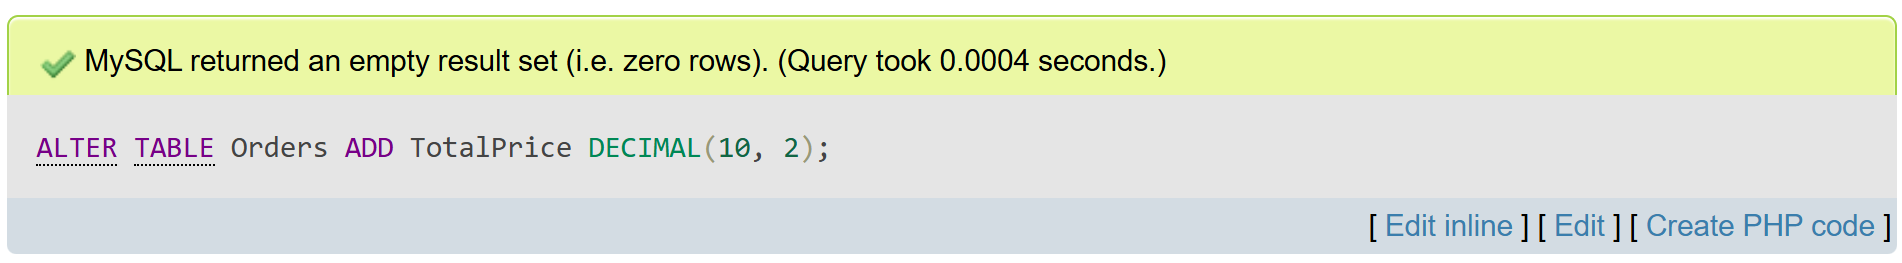 MySQL returned an empty result set (i.e. zero rows). (Query took 0.0004 seconds.)
ALTER TABLE Orders ADD TotalPrice DECIMAL(10, 2);
[ Edit inline ] [ Edit ] [ Create PHP code ]